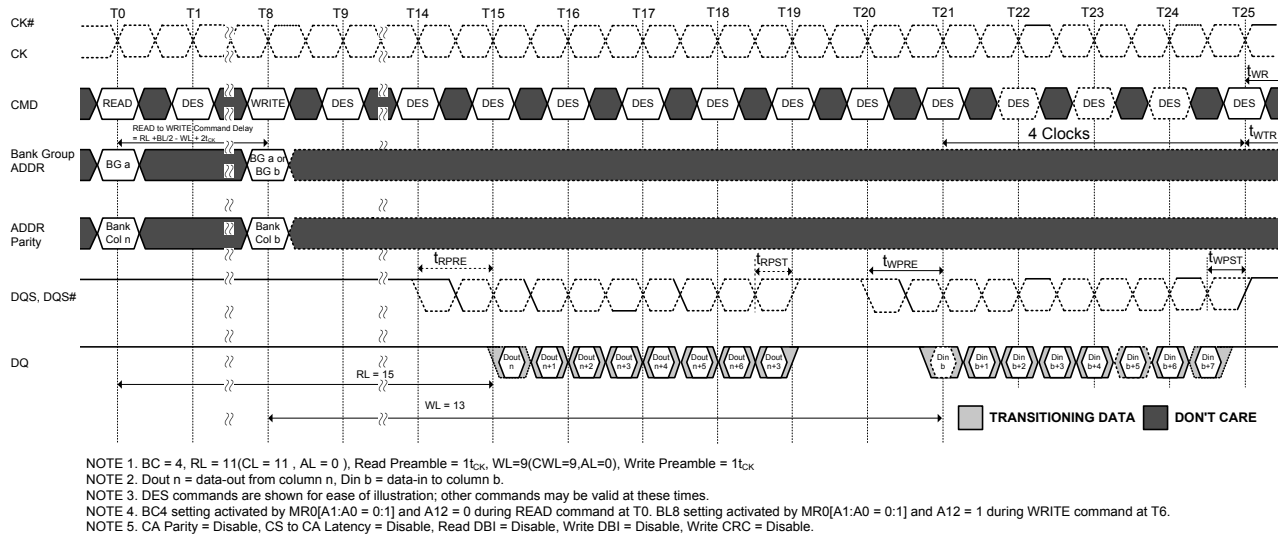 T0 T1 T8 T9 T14 T15 T16 T17 T18 T19 T20 T21 T22 T23 T24 T25
CK#
CK
tWR
CMD READ DES WRITE DES DES DES DES DES DES DES DES DES DES DES DES DES
READ to WRITE Command Delay
= RL +BL/2 - WL + 2tCK
4 Clocks
tWTR
Bank Group
ADDR
BG a
BG a or
BG b
ADDR
Parity
Bank
Col n
Bank
Col b
tRPRE tRPST tWPRE tWPST
DQS, DQS#
DQ
Dout n Dout n+1 Dout n+2 Dout n+3 Dout n+4 Dout n+5 Dout n+6 Dout n+3 Din b Din b+1 Din b+2 Din b+3 Din b+4 Din b+5 Din b+6 Din b+7
RL = 15
WL = 13
TRANSITIONING DATA DON'T CARE
NOTE 1. BC = 4, RL = 11(CL = 11 , AL = 0 ), Read Preamble = 1tCK, WL=9(CWL=9,AL=0), Write Preamble = 1tCK
NOTE 2. Dout n = data-out from column n, Din b = data-in to column b.
NOTE 3. DES commands are shown for ease of illustration; other commands may be valid at these times.
NOTE 4. BC4 setting activated by MR0[A1:A0 = 0:1] and A12 = 0 during READ command at T0. BL8 setting activated by MR0[A1:A0 = 0:1] and A12 = 1 during WRITE command at T6.
NOTE 5. CA Parity = Disable, CS to CA Latency = Disable, Read DBI = Disable, Write DBI = Disable, Write CRC = Disable.